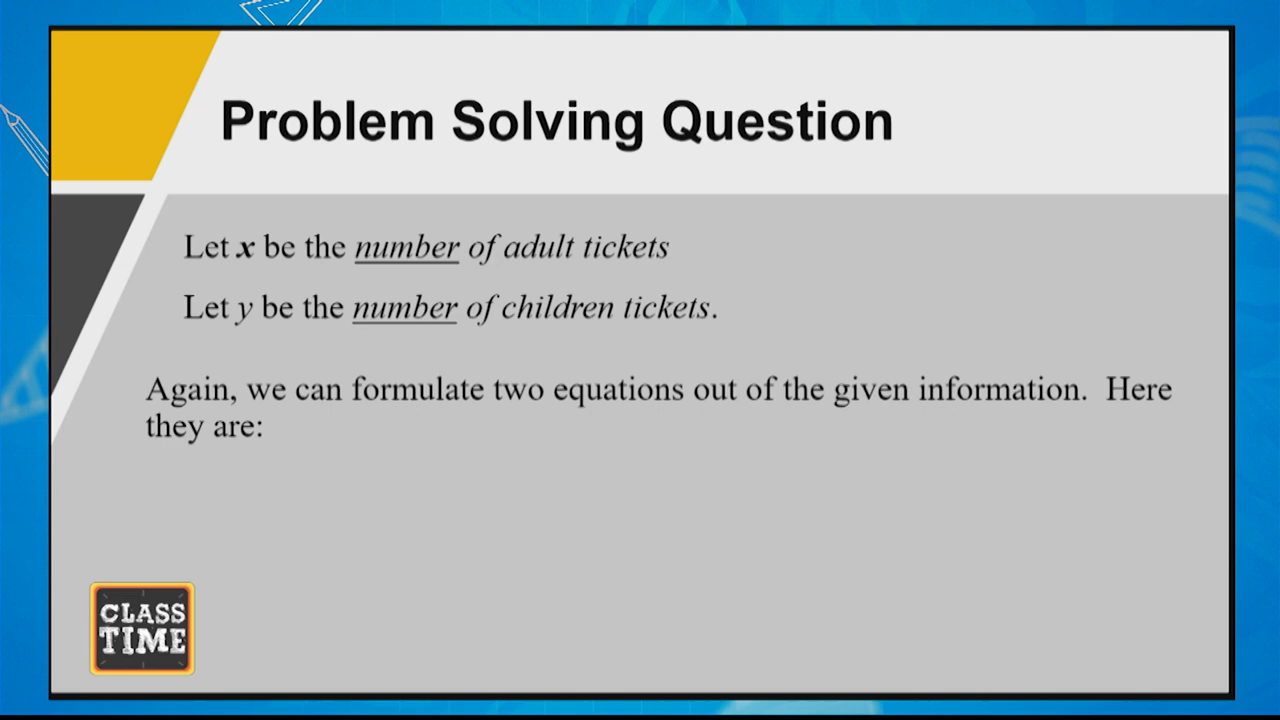 Problem Solving Question
Let x be the number of adult tickets
Let y be the number of children tickets.
Again, we can formulate two equations out of the given information. Here
they are:
CLASS
TIME